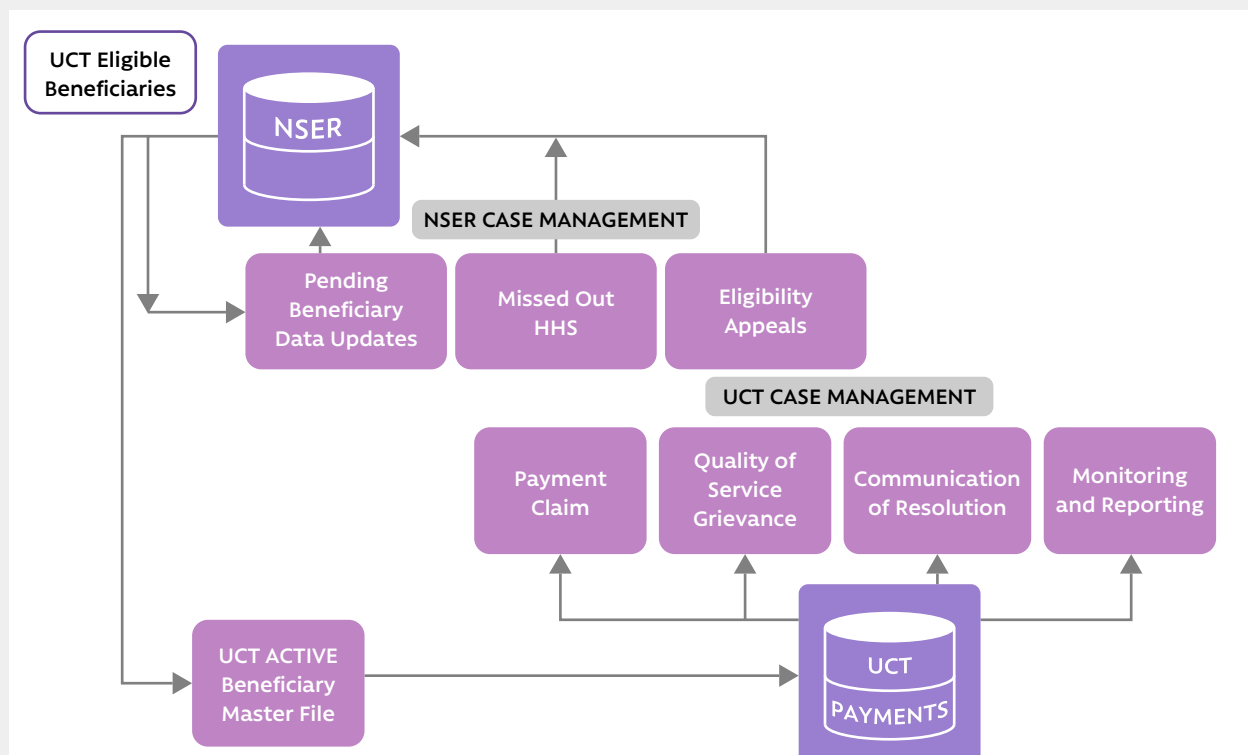 UCT Eligible
Beneficiaries
NSER
NSER CASE MANAGEMENT
Pending
Beneficiary
Data Updates
Missed Out
HHS
Eligibility
Appeals
UCT CASE MANAGEMENT
Payment
Claim
Quality of
Service
Grievance
Communication
of Resolution
Monitoring
and Reporting
UCT ACTIVE
Beneficiary
Master File
UCT
PAYMENTS